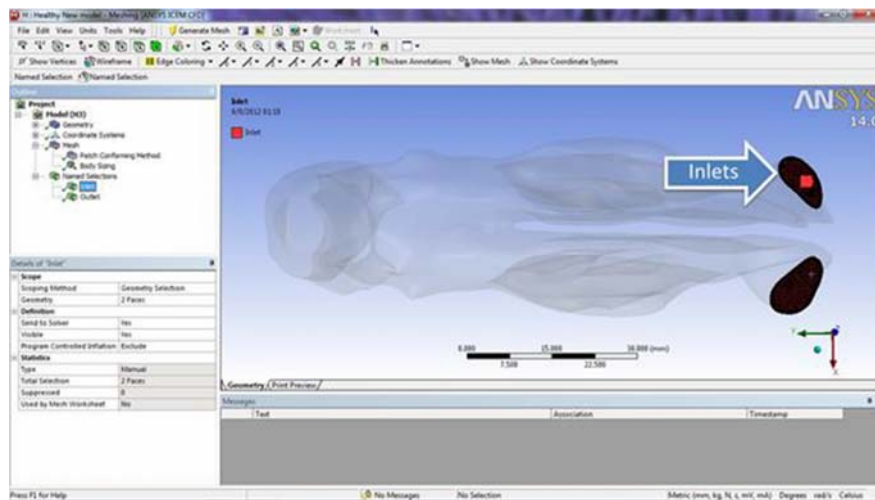 H : Healthy New model - Meshing [ANSYS ICEM CFD]
File Edit View Units Tools Help Generate Mesh Worksheet
Show Vertices Wireframe Edge Coloring Thicken Annotations Show Mesh Show Coordinate Systems
Named Selection Named Selection
Outline
Project
Model (H3)
Geometry
Coordinate Systems
Mesh
Patch Conforming Method
Body Sizing
Named Selections
Inlet
Outlet
Details of "Inlet"
Scope
Scoping Method Geometry Selection
Geometry 2 Faces
Definition
Send to Solver Yes
Visible Yes
Program Controlled Inflation Exclude
Statistics
Type Manual
Total Selection 2 Faces
Suppressed 0
Used by Mesh Worksheet No
Inlet
Inlet
ANSYS
14.0
Inlets
0.000 15.000 30.000 (mm)
7.500 22.500
Y
Z
X
Geometry Print Preview
Messages
Text Association Timestamp
Press F1 for Help No Messages No Selection Metric (mm, kg, N, s, mV, mA) Degrees rad/s Celsius